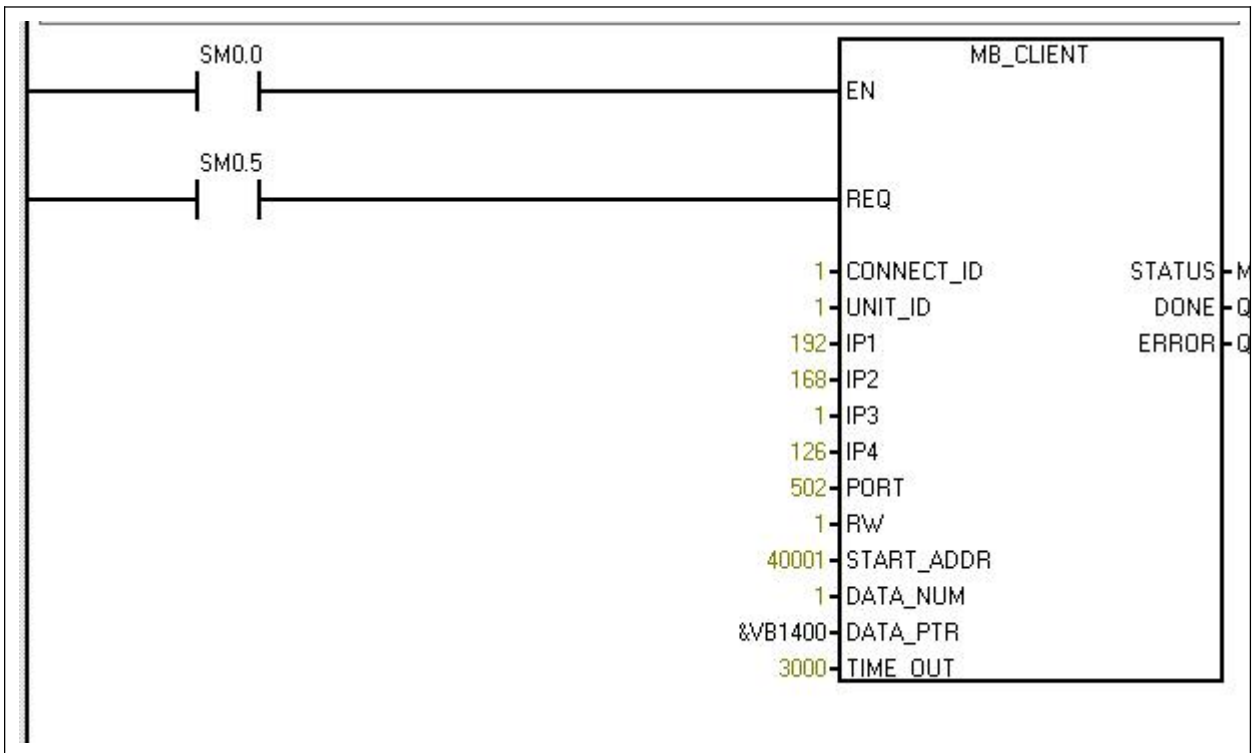 SM0.0
MB_CLIENT
EN
SM0.5
REQ
1 CONNECT_ID STATUS M
1 UNIT_ID DONE Q
192 IP1 ERROR Q
168 IP2
1 IP3
126 IP4
502 PORT
1 RW
40001 START_ADDR
1 DATA_NUM
&VB1400 DATA_PTR
3000 TIME_OUT